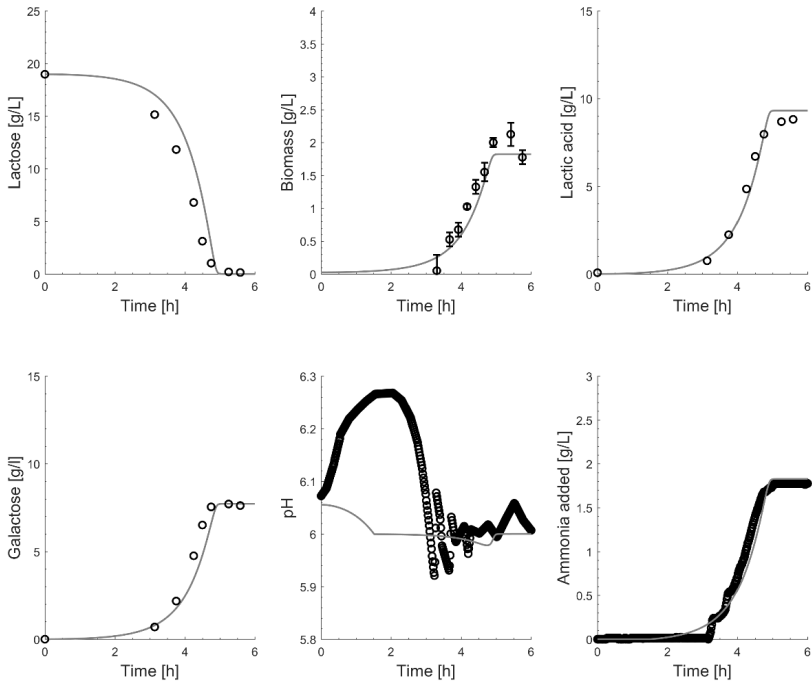 Lactose [g/L]
25
20
15
10
5
0
0 2 4 6
Time [h]
Biomass [g/L]
4
3.5
3
2.5
2
1.5
1
0.5
0
0 2 4 6
Time [h]
Lactic acid [g/L]
15
10
5
0
0 2 4 6
Time [h]
Galactose [g/l]
15
10
5
0
0 2 4 6
Time [h]
pH
6.3
6.2
6.1
6
5.9
5.8
0 2 4 6
Time [h]
Ammonia added [g/L]
3
2.5
2
1.5
1
0.5
0
0 2 4 6
Time [h]